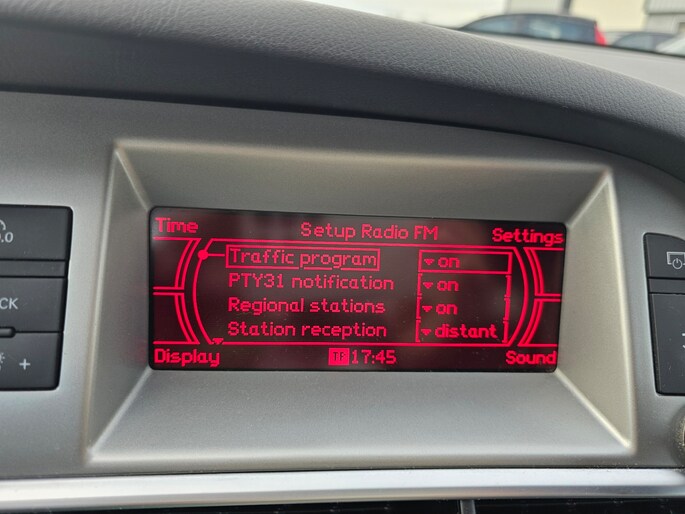 Time Setup Radio FM Settings
Traffic program on
PTY31 notification on
Regional stations on
Station reception distant
Display TP 17:45 Sound